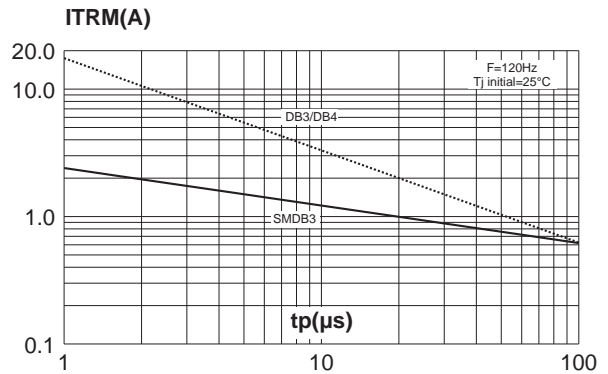 ITRM(A)
20.0
10.0
F=120Hz
Tj initial=25°C
DB3/DB4
1.0
SMDB3
tp(µs)
0.1
1
10
100